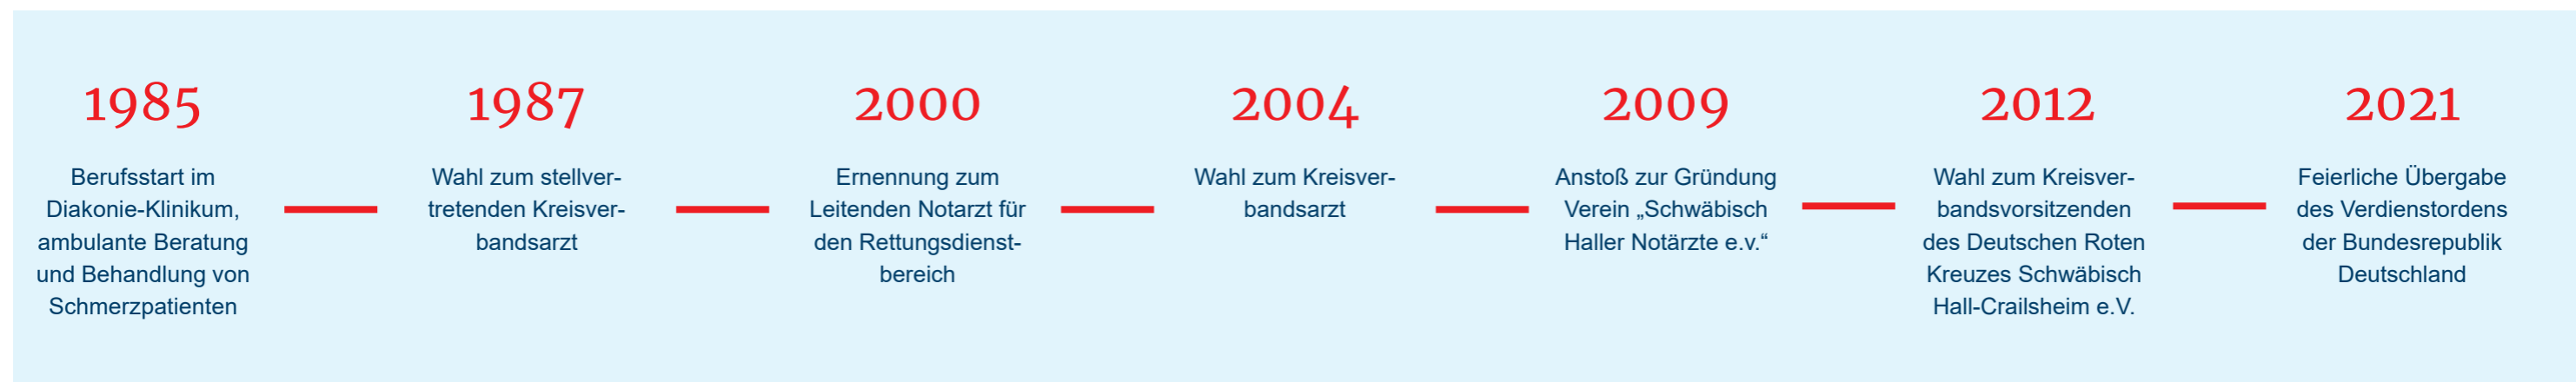 1985
Berufsstart im
Diakonie-Klinikum,
ambulante Beratung
und Behandlung von
Schmerzpatienten
1987
Wahl zum stellver-
tretenden Kreisver-
bandsarzt
2000
Ernennung zum
Leitenden Notarzt für
den Rettungsdienst-
bereich
2004
Wahl zum Kreisver-
bandsarzt
2009
Anstoß zur Gründung
Verein „Schwäbisch
Haller Notärzte e.v.“
2012
Wahl zum Kreisver-
bandsvorsitzenden
des Deutschen Roten
Kreuzes Schwäbisch
Hall-Crailsheim e.V.
2021
Feierliche Übergabe
des Verdienstordens
der Bundesrepublik
Deutschland